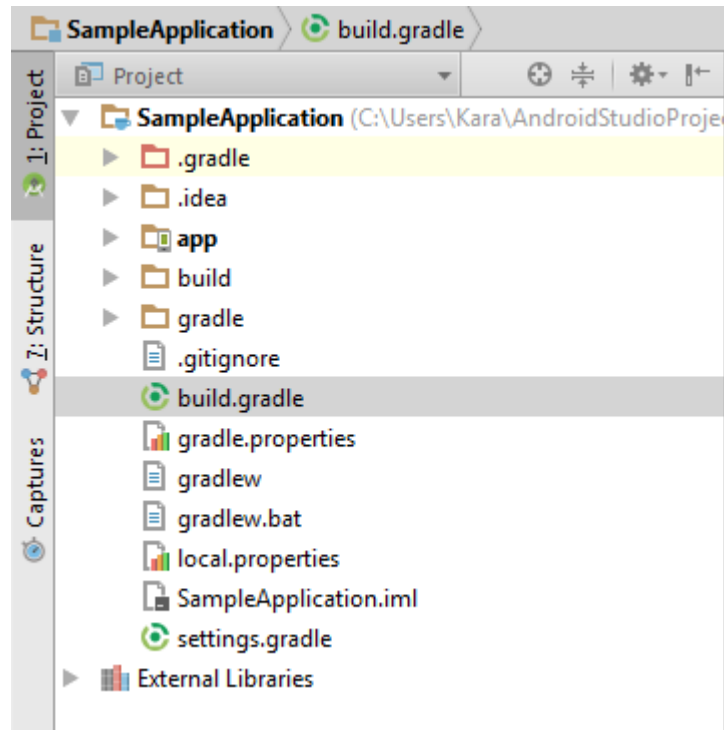 SampleApplication build.gradle
Project
1: Project
7: Structure
Captures
SampleApplication (C:\Users\Kara\AndroidStudioProje
.gradle
.idea
app
build
gradle
.gitignore
build.gradle
gradle.properties
gradlew
gradlew.bat
local.properties
SampleApplication.iml
settings.gradle
External Libraries